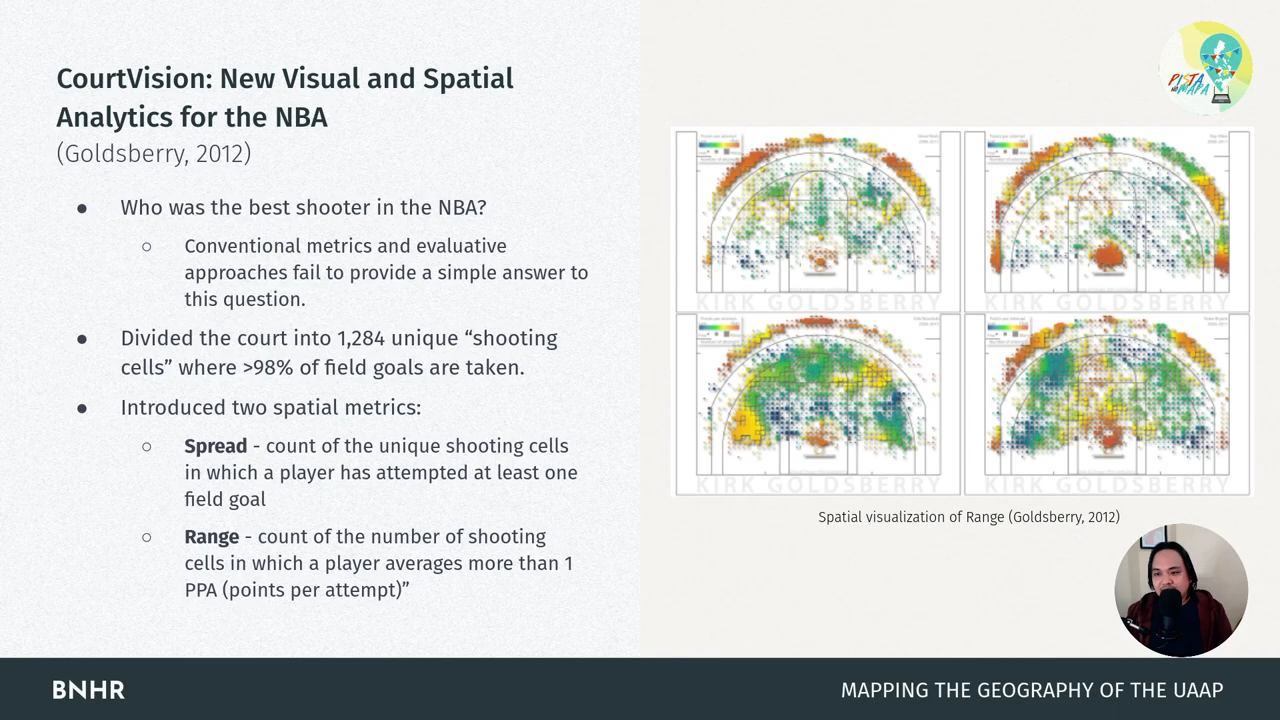 CourtVision: New Visual and Spatial
Analytics for the NBA
(Goldsberry, 2012)
● Who was the best shooter in the NBA?
○ Conventional metrics and evaluative
approaches fail to provide a simple answer to
this question.
● Divided the court into 1,284 unique “shooting
cells” where >98% of field goals are taken.
● Introduced two spatial metrics:
○ Spread - count of the unique shooting cells
in which a player has attempted at least one
field goal
○ Range - count of the number of shooting
cells in which a player averages more than 1
PPA (points per attempt)”
PISTA
NG
MAPA
KIRK GOLDSBERRY
KIRK GOLDSBERRY
KIRK GOLDSBERRY
KIRK GOLDSBERRY
Spatial visualization of Range (Goldsberry, 2012)
BNHR
MAPPING THE GEOGRAPHY OF THE UAAP